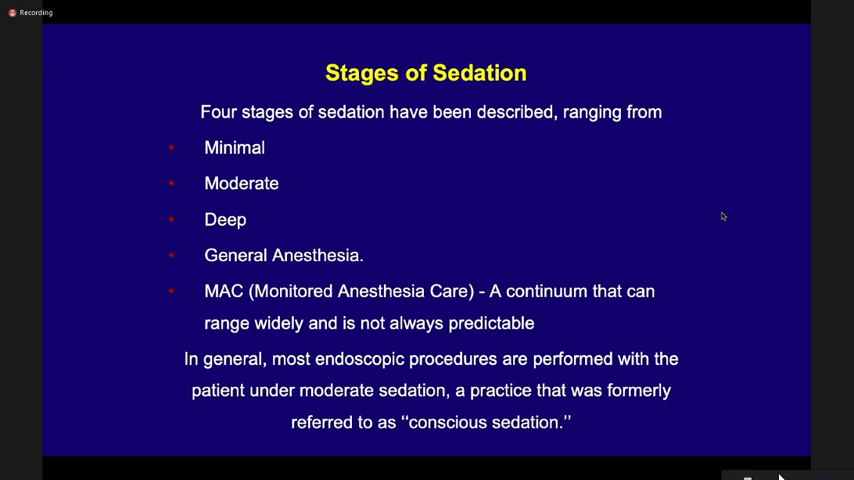 Recording
Stages of Sedation
Four stages of sedation have been described, ranging from
• Minimal
• Moderate
• Deep
• General Anesthesia.
• MAC (Monitored Anesthesia Care) - A continuum that can
range widely and is not always predictable
In general, most endoscopic procedures are performed with the
patient under moderate sedation, a practice that was formerly
referred to as ‘‘conscious sedation.’’